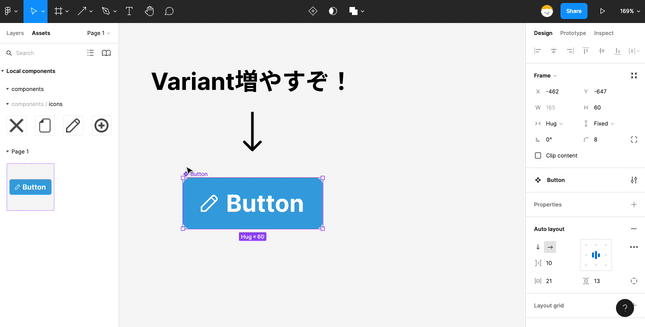 Share
169%
Layers
Assets
Page 1
Search
Local components
components
components / icons
Page 1
Button
Variant増やすぞ！
Button
Button
Hug × 60
Design
Prototype
Inspect
Frame
X
-462
Y
-647
W
165
H
60
Hug
Fixed
0°
8
Clip content
Button
Properties
Auto layout
10
21
13
Layout grid
?